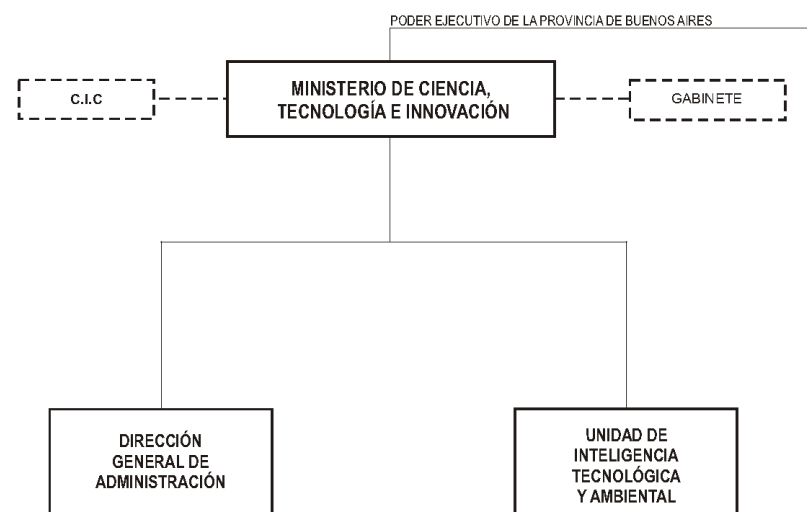 PODER EJECUTIVO DE LA PROVINCIA DE BUENOS AIRES
C.I.C
MINISTERIO DE CIENCIA,
TECNOLOGÍA E INNOVACIÓN
GABINETE
DIRECCIÓN
GENERAL DE
ADMINISTRACIÓN
UNIDAD DE
INTELIGENCIA
TECNOLÓGICA
Y AMBIENTAL